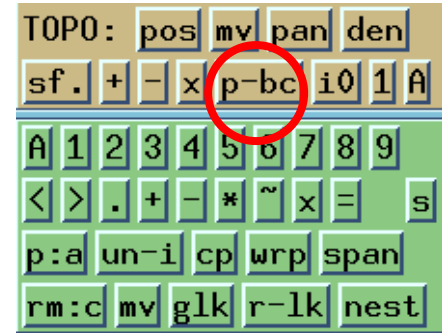 TOPO: pos mv pan den
sf. + - x p-bc i0 1 A
A 1 2 3 4 5 6 7 8 9
< > . + - * ~ x = s
p:a un-i cp wrp span
rm:c mv glk r-lk nest